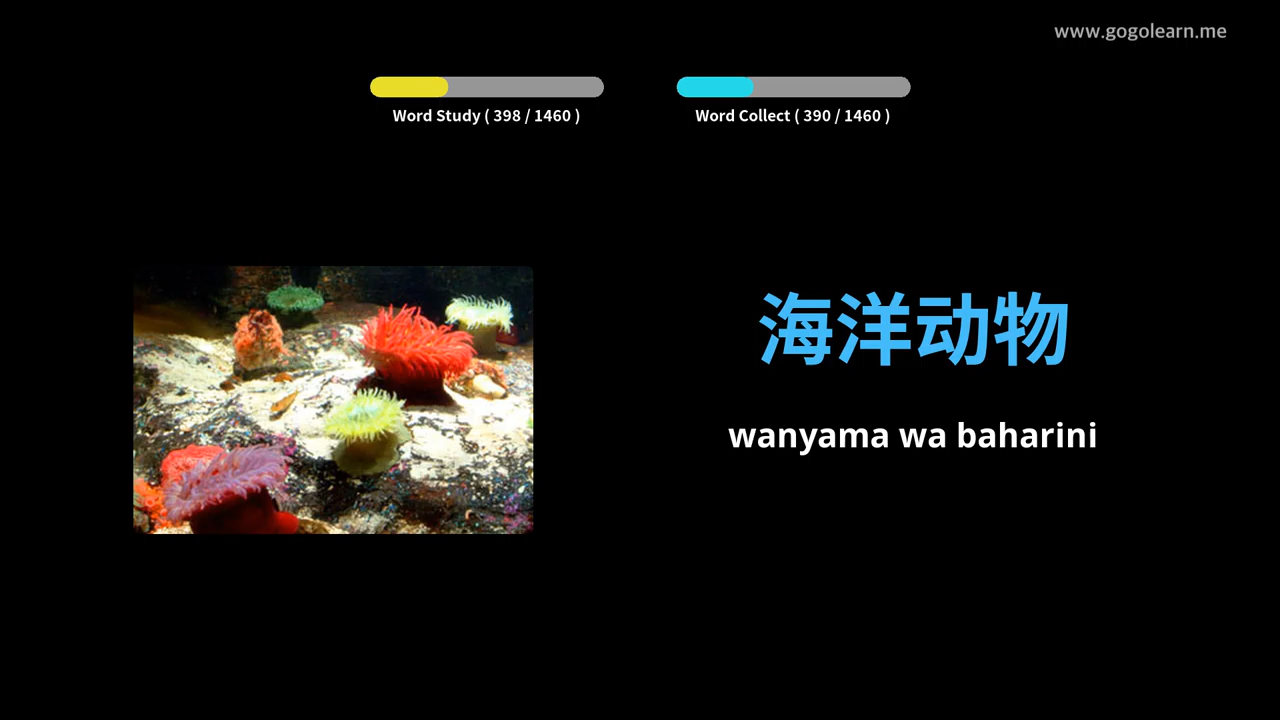 www.gogolearn.me
Word Study ( 398 / 1460 )
Word Collect ( 390 / 1460 )
海洋动物
wanyama wa baharini